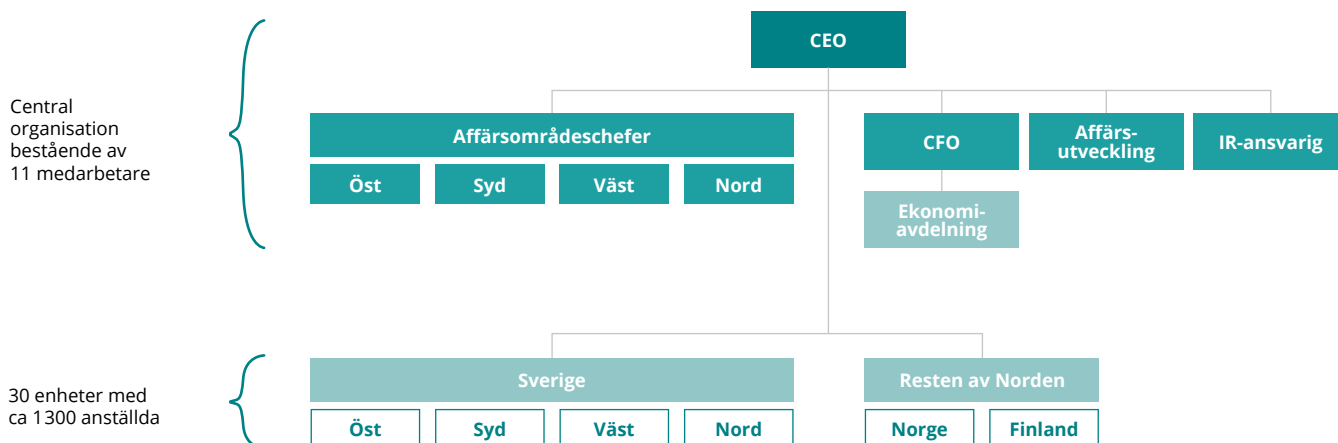 CEO
Central
organisation
bestående av
11 medarbetare
Affärsområdeschefer
Öst
Syd
Väst
Nord
CFO
Affärs-
utveckling
IR-ansvarig
Ekonomi-
avdelning
30 enheter med
ca 1300 anställda
Sverige
Öst
Syd
Väst
Nord
Resten av Norden
Norge
Finland